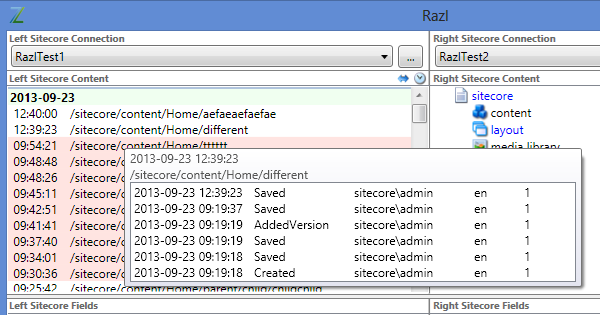 Razl
Left Sitecore Connection
Right Sitecore Connection
RazlTest1
...
RazlTest2
Left Sitecore Content
Right Sitecore Content
2013-09-23
12:40:00 /sitecore/content/Home/aefaeaefaefae
12:39:23 /sitecore/content/Home/different
09:54:21 /sitecore/content/Home/tttttt
09:48:48
09:48:26
09:45:11
09:42:51
09:41:41
09:37:40
09:34:01
09:30:36
09:25:42 /sitecore/content/Home/parent/child/childchild
sitecore
content
layout
media library
2013-09-23 12:39:23
/sitecore/content/Home/different
2013-09-23 12:39:23 Saved sitecore\admin en 1
2013-09-23 09:19:37 Saved sitecore\admin en 1
2013-09-23 09:19:19 AddedVersion sitecore\admin en 1
2013-09-23 09:19:19 Saved sitecore\admin en 1
2013-09-23 09:19:18 Saved sitecore\admin en 1
2013-09-23 09:19:18 Created sitecore\admin en 1
Left Sitecore Fields
Right Sitecore Fields